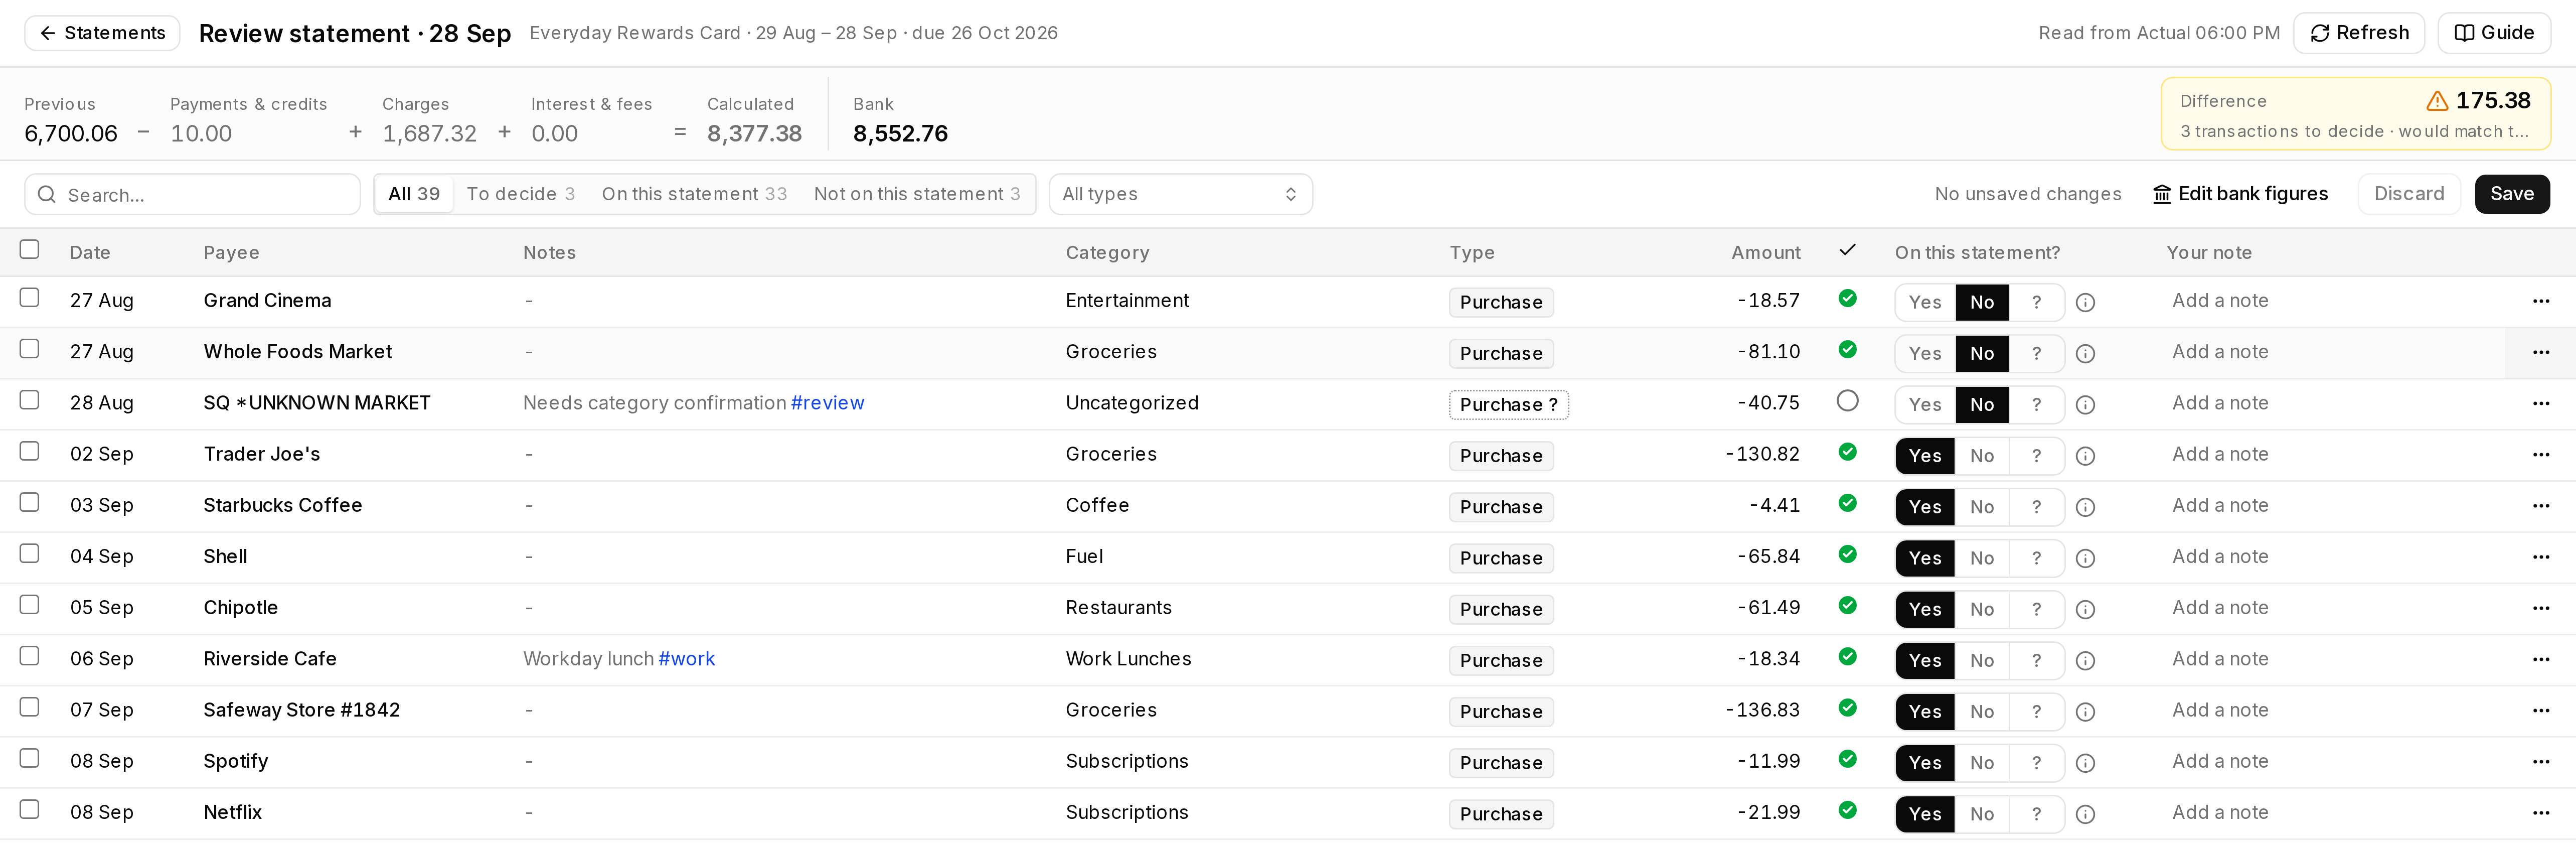 ← Statements Review statement · 28 Sep Everyday Rewards Card · 29 Aug – 28 Sep · due 26 Oct 2026 Read from Actual 06:00 PM Refresh Guide
Previous Payments & credits Charges Interest & fees Calculated Bank Difference 175.38
6,700.06 − 10.00 + 1,687.32 + 0.00 = 8,377.38 8,552.76 3 transactions to decide · would match t...
Search... All 39 To decide 3 On this statement 33 Not on this statement 3 All types No unsaved changes Edit bank figures Discard Save
Date Payee Notes Category Type Amount ✓ On this statement? Your note
27 Aug Grand Cinema - Entertainment Purchase -18.57 Yes No ? Add a note ...
27 Aug Whole Foods Market - Groceries Purchase -81.10 Yes No ? Add a note ...
28 Aug SQ *UNKNOWN MARKET Needs category confirmation #review Uncategorized Purchase ? -40.75 Yes No ? Add a note ...
02 Sep Trader Joe's - Groceries Purchase -130.82 Yes No ? Add a note ...
03 Sep Starbucks Coffee - Coffee Purchase -4.41 Yes No ? Add a note ...
04 Sep Shell - Fuel Purchase -65.84 Yes No ? Add a note ...
05 Sep Chipotle - Restaurants Purchase -61.49 Yes No ? Add a note ...
06 Sep Riverside Cafe Workday lunch #work Work Lunches Purchase -18.34 Yes No ? Add a note ...
07 Sep Safeway Store #1842 - Groceries Purchase -136.83 Yes No ? Add a note ...
08 Sep Spotify - Subscriptions Purchase -11.99 Yes No ? Add a note ...
08 Sep Netflix - Subscriptions Purchase -21.99 Yes No ? Add a note ...